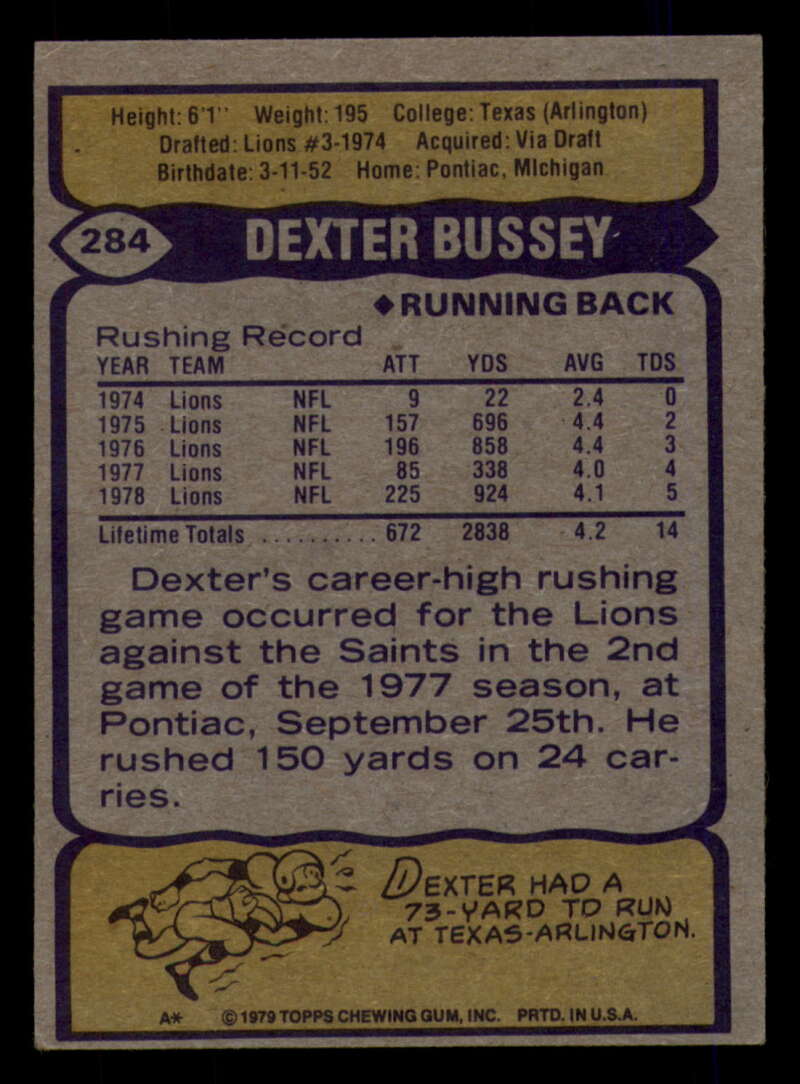 Height: 6'1" Weight: 195 College: Texas (Arlington)
Drafted: Lions #3-1974 Acquired: Via Draft
Birthdate: 3-11-52 Home: Pontiac, MIchigan
284 DEXTER BUSSEY
◆RUNNING BACK
Rushing Record
YEAR TEAM ATT YDS AVG TDS
1974 Lions NFL 9 22 2.4 0
1975 Lions NFL 157 696 4.4 2
1976 Lions NFL 196 858 4.4 3
1977 Lions NFL 85 338 4.0 4
1978 Lions NFL 225 924 4.1 5
Lifetime Totals .......... 672 2838 4.2 14
Dexter's career-high rushing
game occurred for the Lions
against the Saints in the 2nd
game of the 1977 season, at
Pontiac, September 25th. He
rushed 150 yards on 24 car-
ries.
DEXTER HAD A
73-YARD TD RUN
AT TEXAS-ARLINGTON.
A* ©1979 TOPPS CHEWING GUM, INC. PRTD. IN U.S.A.